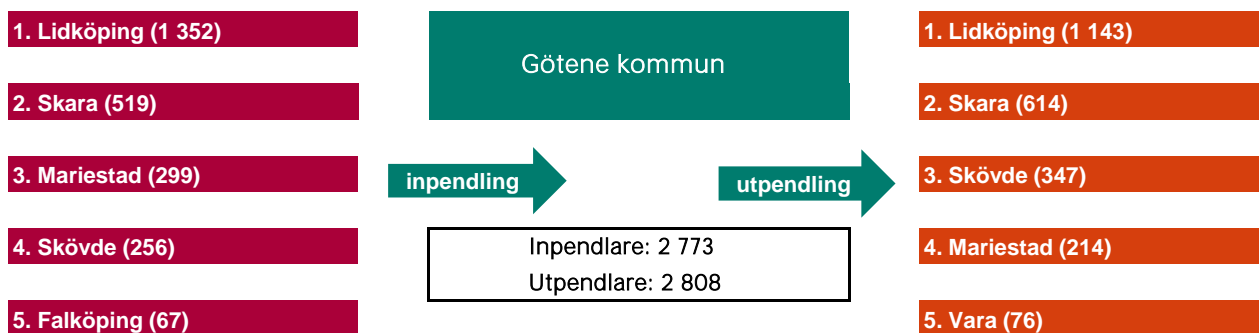 1. Lidköping (1 352)
2. Skara (519)
3. Mariestad (299)
4. Skövde (256)
5. Falköping (67)
Götene kommun
inpendling
utpendling
Inpendlare: 2 773
Utpendlare: 2 808
1. Lidköping (1 143)
2. Skara (614)
3. Skövde (347)
4. Mariestad (214)
5. Vara (76)